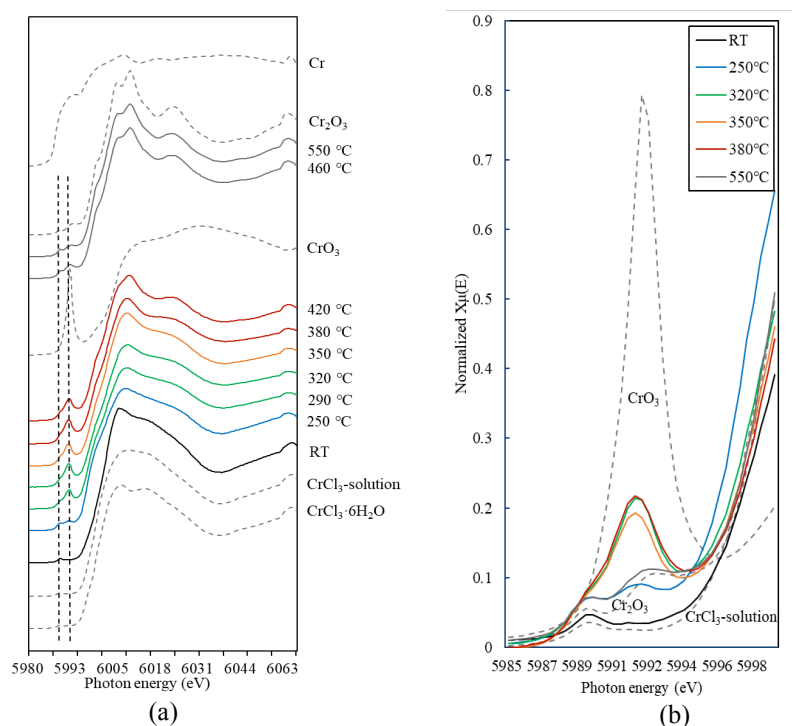 Cr
Cr₂O₃
550 ℃
460 ℃
CrO₃
420 ℃
380 ℃
350 ℃
320 ℃
290 ℃
250 ℃
RT
CrCl₃-solution
CrCl₃·6H₂O
5980 5993 6005 6018 6031 6044 6063
Photon energy (eV)
(a)
Normalized Xμ(E)
0.9
0.8
0.7
0.6
0.5
0.4
0.3
0.2
0.1
0
RT
250℃
320℃
350℃
380℃
550℃
CrO₃
Cr₂O₃
CrCl₃-solution
5985 5987 5989 5991 5992 5994 5996 5998
Photon energy (eV)
(b)